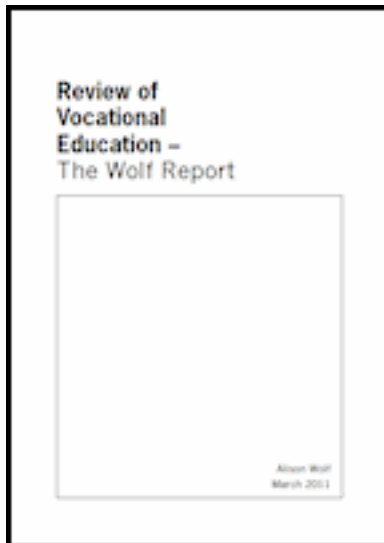 Review of
Vocational
Education –
The Wolf Report
Alison Wolf
March 2011